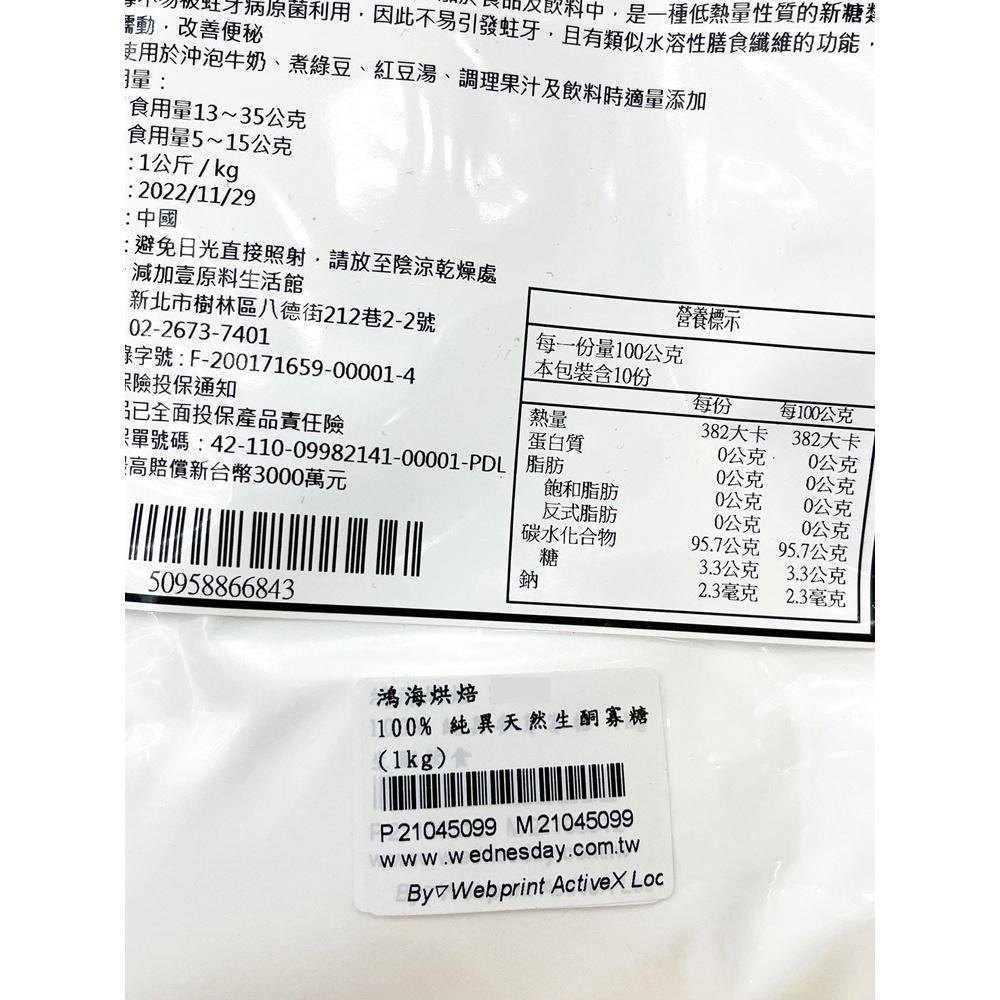 不易被蛀牙病原菌利用，因此不易引發蛀牙，且有類似水溶性膳食纖維的功能，
蠕動，改善便秘
使用於沖泡牛奶、煮綠豆、紅豆湯、調理果汁及飲料時適量添加
用量：
食用量13～35公克
食用量5～15公克
：1公斤/kg
：2022/11/29
：中國
：避免日光直接照射，請放至陰涼乾燥處
減加壹原料生活館
新北市樹林區八德街212巷2-2號
02-2673-7401
錄字號：F-200171659-00001-4
保險投保通知
品已全面投保產品責任險
保單號碼：42-110-09982141-00001-PDL
最高賠償新台幣3000萬元
50958866843
營養標示
每一份量100公克
本包裝含10份
每份 每100公克
熱量 382大卡 382大卡
蛋白質 0公克 0公克
脂肪 0公克 0公克
飽和脂肪 0公克 0公克
反式脂肪 0公克 0公克
碳水化合物 95.7公克 95.7公克
糖 3.3公克 3.3公克
鈉 2.3毫克 2.3毫克
鴻海烘焙
100% 純異天然生酮寡糖
(1kg)
P21045099 M21045099
www.wednesday.com.tw
By▽Webprint ActiveX Loc